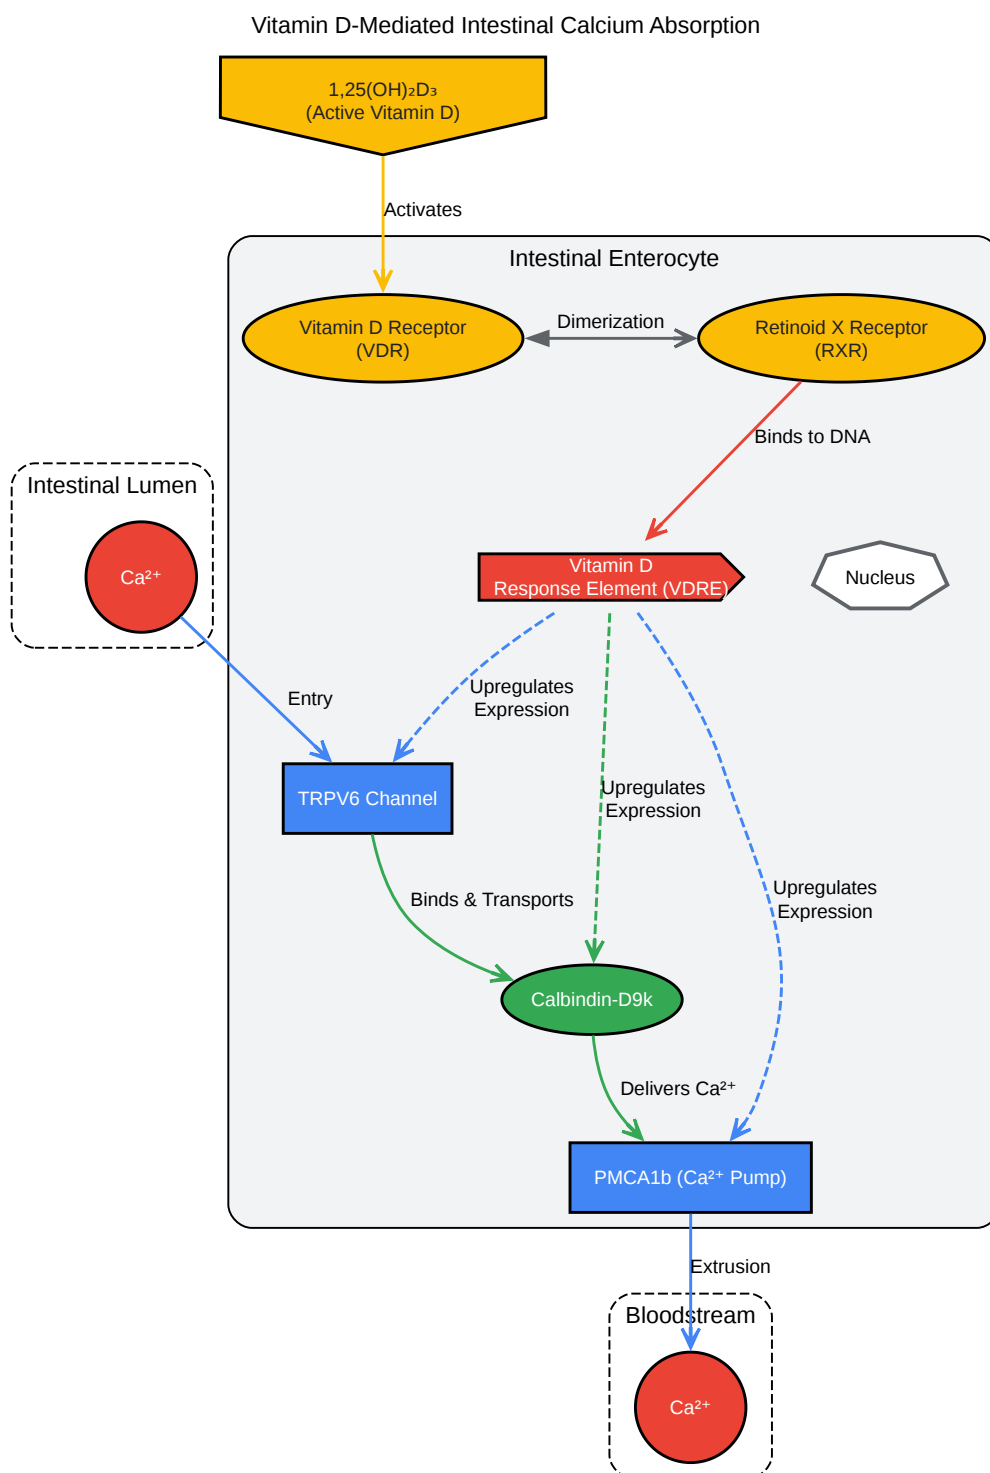 Vitamin D-Mediated Intestinal Calcium Absorption
1,25(OH)₂D₃
(Active Vitamin D)
Activates
Intestinal Enterocyte
Vitamin D Receptor
(VDR)
Dimerization
Retinoid X Receptor
(RXR)
Binds to DNA
Intestinal Lumen
Ca²⁺
Vitamin D
Response Element (VDRE)
Nucleus
Entry
Upregulates
Expression
TRPV6 Channel
Upregulates
Expression
Binds & Transports
Upregulates
Expression
Calbindin-D9k
Delivers Ca²⁺
PMCA1b (Ca²⁺ Pump)
Extrusion
Bloodstream
Ca²⁺